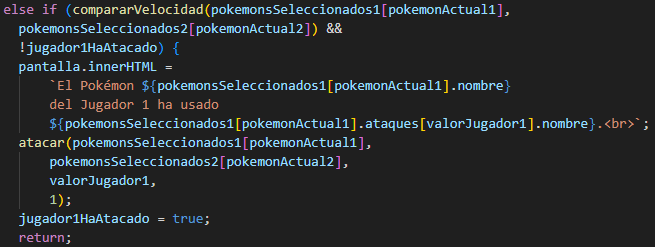 else if (compararVelocidad(pokemonsSeleccionados1[pokemonActual1],
pokemonsSeleccionados2[pokemonActual2]) &&
!jugador1HaAtacado) {
pantalla.innerHTML =
`El Pokémon ${pokemonsSeleccionados1[pokemonActual1].nombre}
del Jugador 1 ha usado
${pokemonsSeleccionados1[pokemonActual1].ataques[valorJugador1].nombre}.<br>`;
atacar(pokemonsSeleccionados1[pokemonActual1],
pokemonsSeleccionados2[pokemonActual2],
valorJugador1,
1);
jugador1HaAtacado = true;
return;